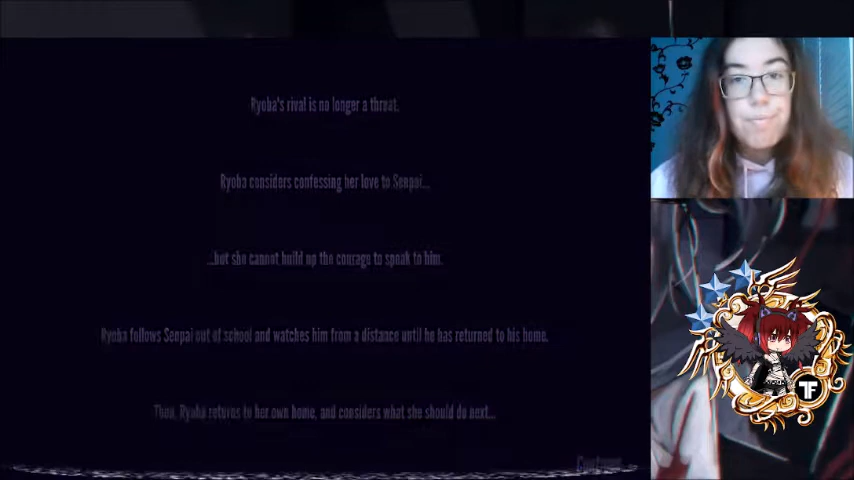 Ryoba's rival is no longer a threat.
Ryoba considers confessing her love to Senpai...
...but she cannot build up the courage to speak to him.
Ryoba follows Senpai out of school and watches him from a distance until he has returned to his home.
Then, Ryoba returns to her own home, and considers what she should do next...
TF